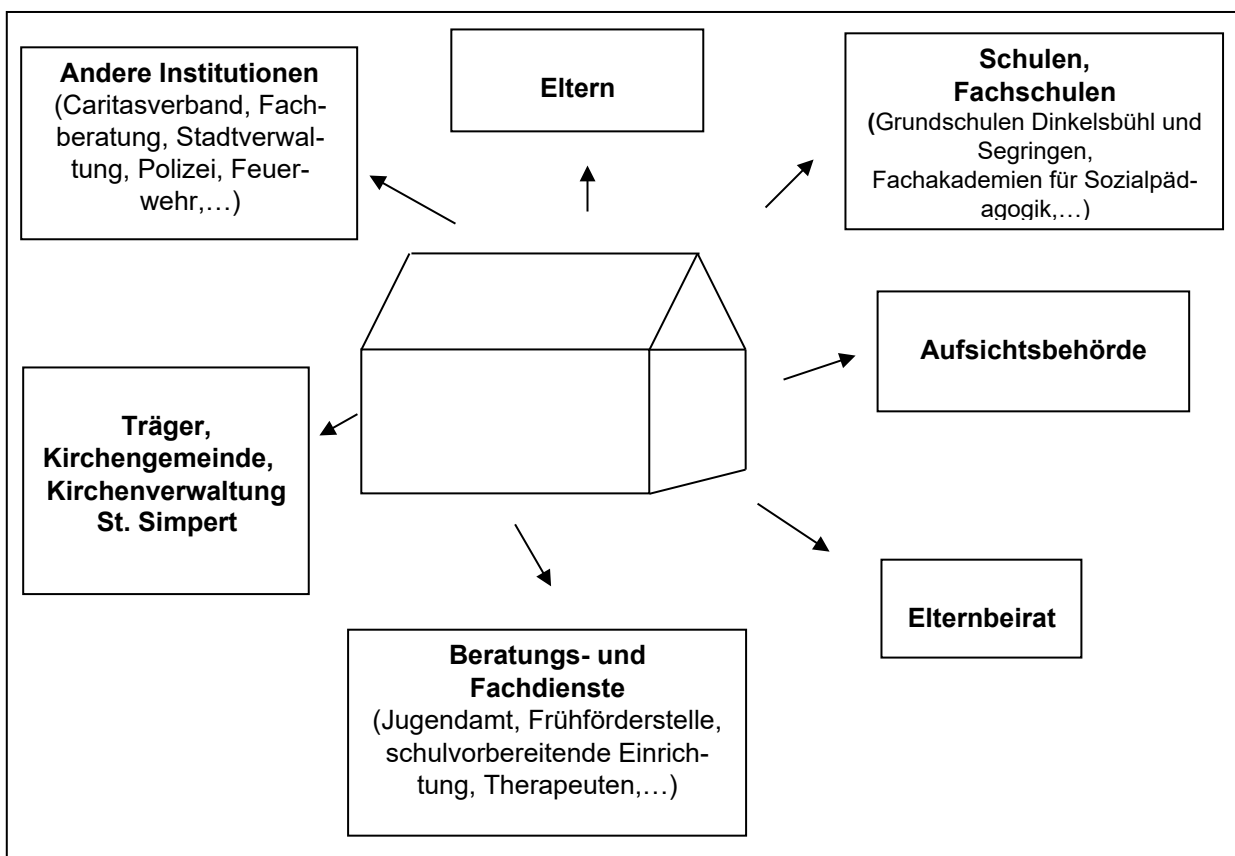 Andere Institutionen
(Caritasverband, Fach-
beratung, Stadtverwal-
tung, Polizei, Feuer-
wehr,…)
Eltern
Schulen,
Fachschulen
(Grundschulen Dinkelsbühl und
Segringen,
Fachakademien für Sozialpäd-
agogik,…)
Aufsichtsbehörde
Träger,
Kirchengemeinde,
Kirchenverwaltung
St. Simpert
Elternbeirat
Beratungs- und
Fachdienste
(Jugendamt, Frühförderstelle,
schulvorbereitende Einrich-
tung, Therapeuten,…)